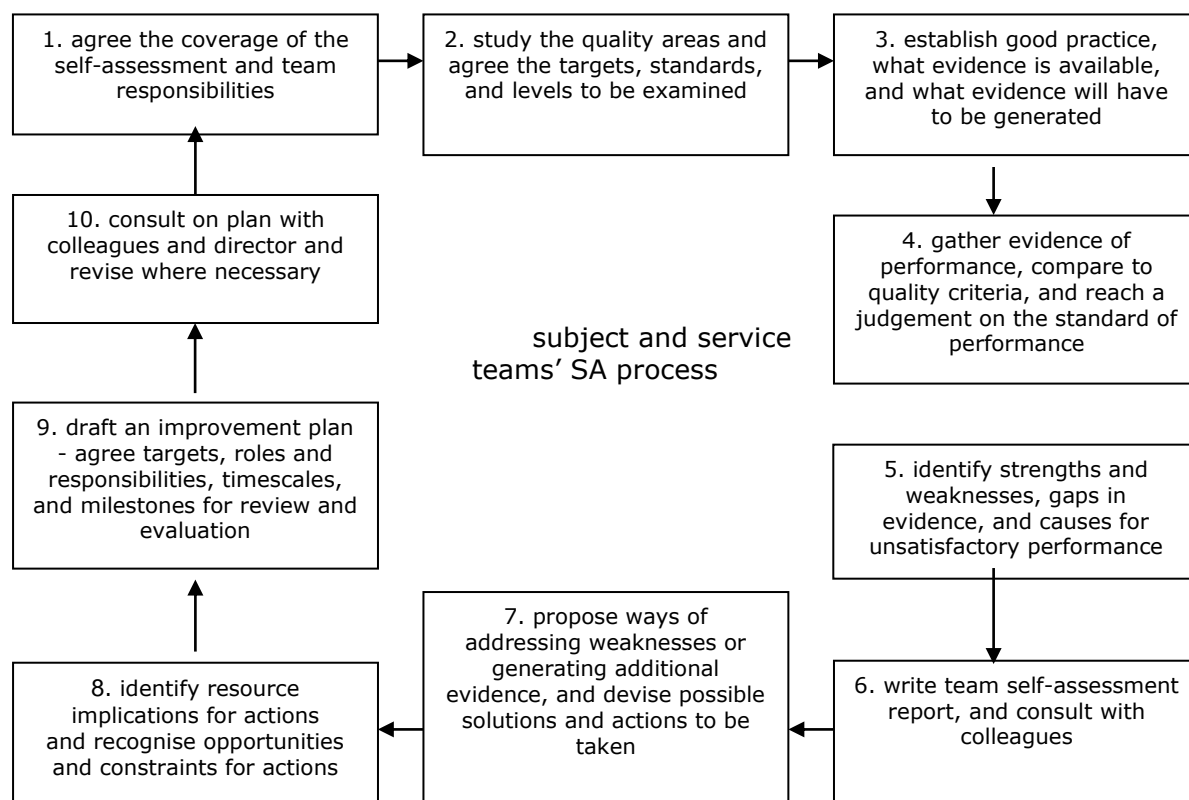 1. agree the coverage of the
self-assessment and team
responsibilities
2. study the quality areas and
agree the targets, standards,
and levels to be examined
3. establish good practice,
what evidence is available,
and what evidence will have
to be generated
4. gather evidence of
performance, compare to
quality criteria, and reach a
judgement on the standard of
performance
5. identify strengths and
weaknesses, gaps in
evidence, and causes for
unsatisfactory performance
6. write team self-assessment
report, and consult with
colleagues
7. propose ways of
addressing weaknesses or
generating additional
evidence, and devise possible
solutions and actions to be
taken
8. identify resource
implications for actions
and recognise opportunities
and constraints for actions
9. draft an improvement plan
- agree targets, roles and
responsibilities, timescales,
and milestones for review and
evaluation
10. consult on plan with
colleagues and director and
revise where necessary
subject and service
teams’ SA process